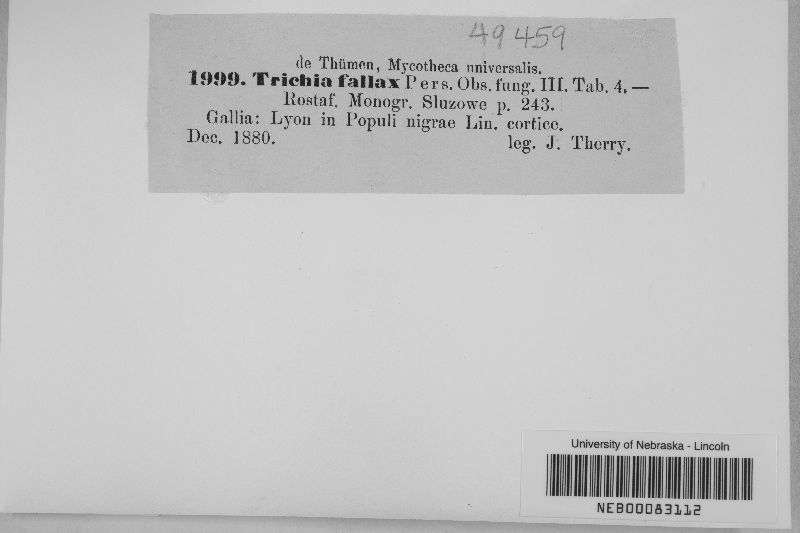 49459
de Thümen, Mycotheca universalis.
1999. Trichia fallax Pers. Obs. fung. III. Tab. 4. —
Rostaf. Monogr. Sluzowe p. 243.
Gallia: Lyon in Populi nigrae Lin. cortice.
Dec. 1880. leg. J. Therry.
University of Nebraska - Lincoln
NEB00083112